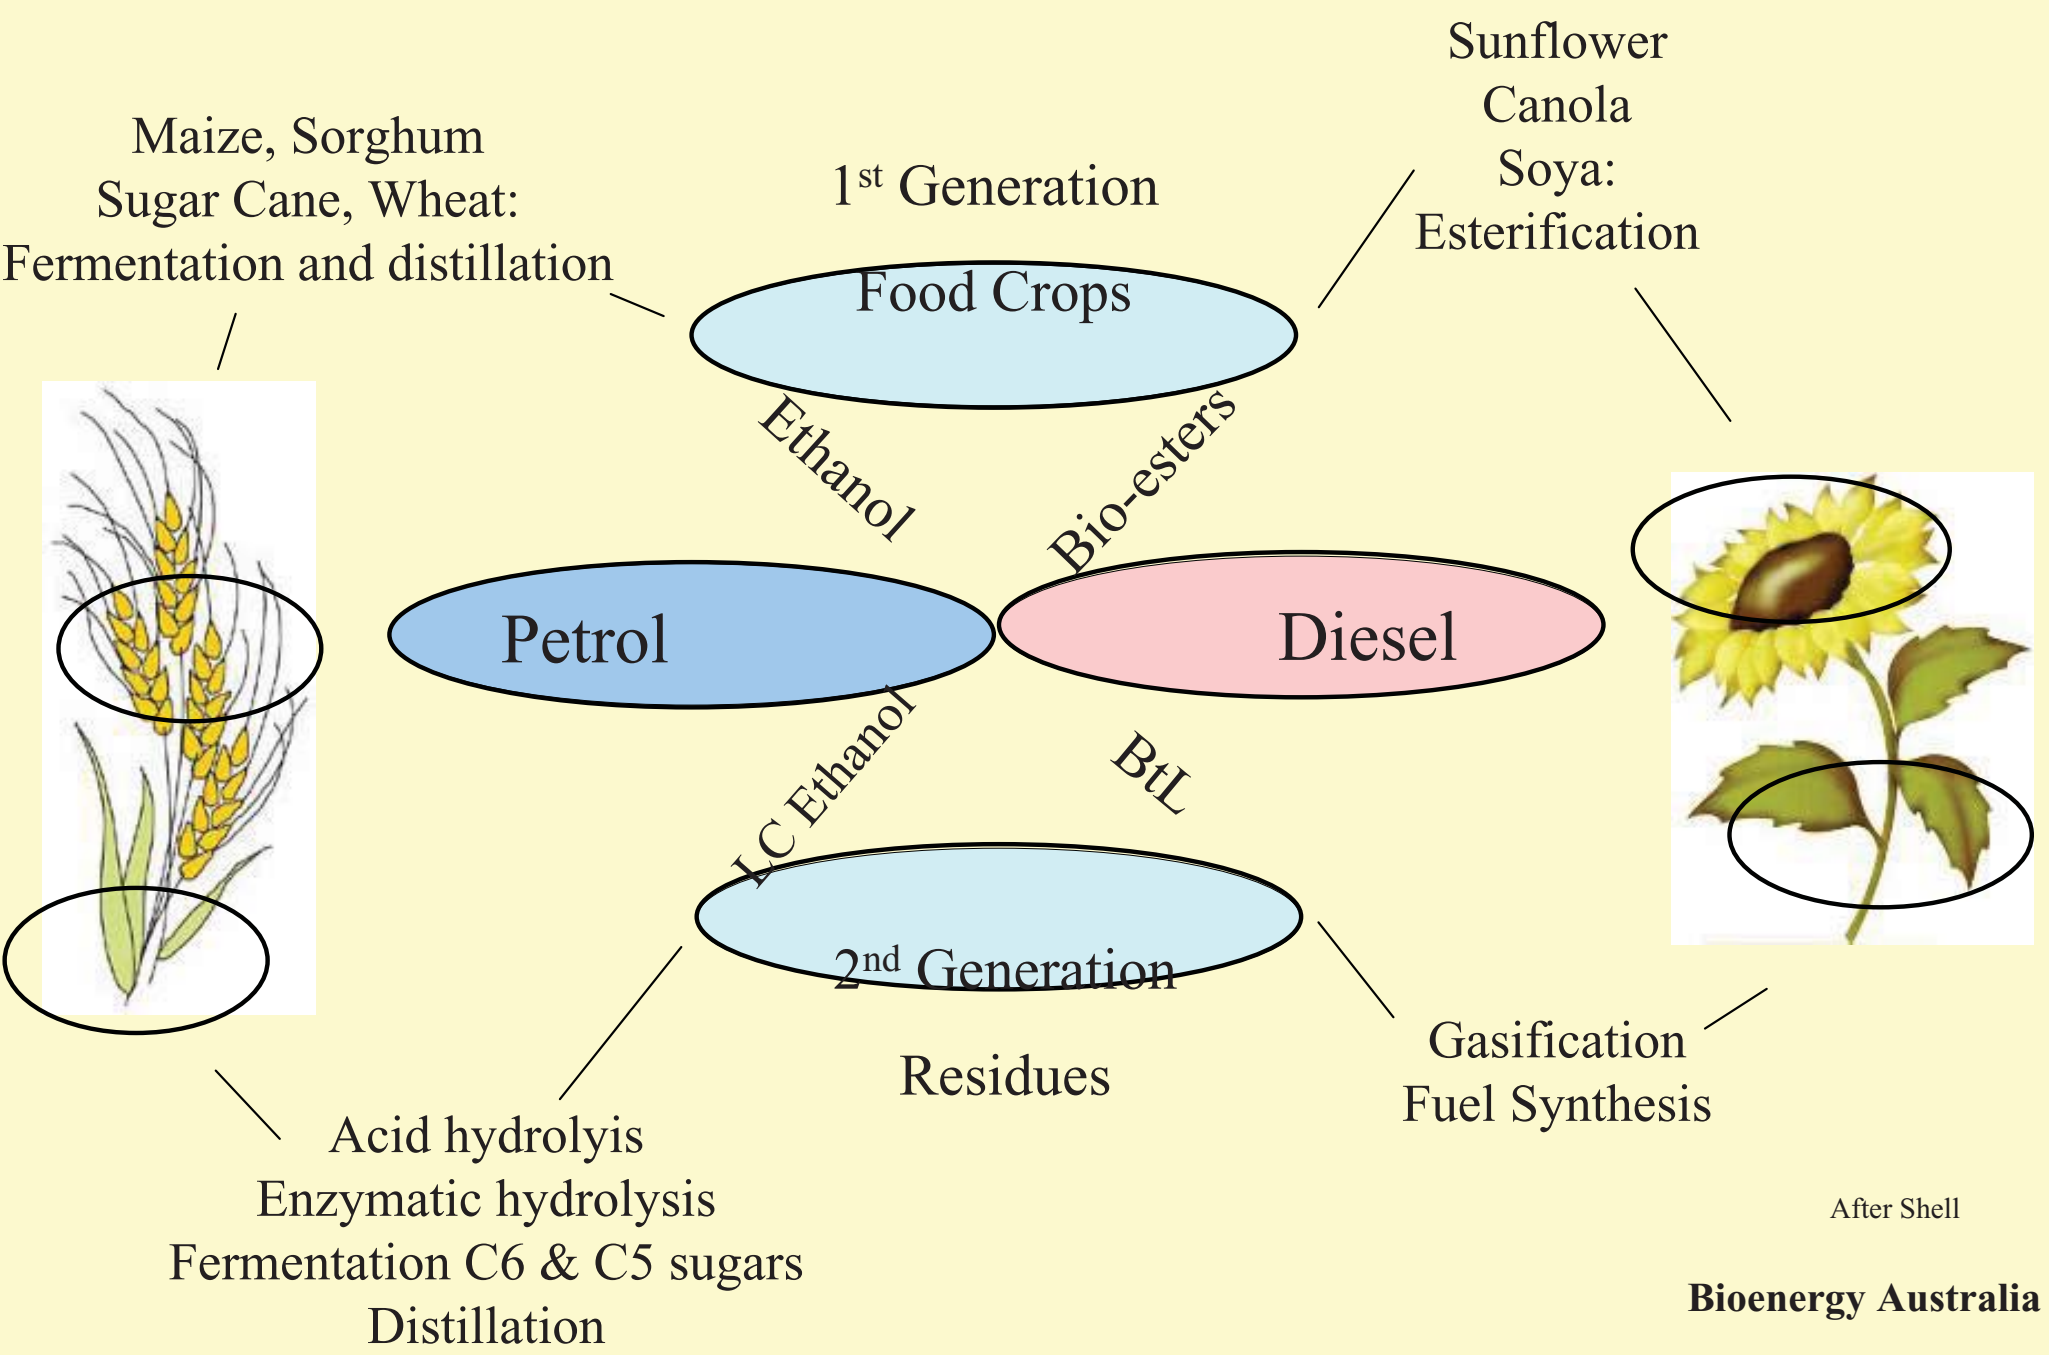 Sunflower
Canola
Soya:
Esterification
Maize, Sorghum
Sugar Cane, Wheat:
Fermentation and distillation
1st Generation
Food Crops
Ethanol
Bio-esters
Petrol
Diesel
LC Ethanol
BtL
2nd Generation
Residues
Gasification
Fuel Synthesis
Acid hydrolyis
Enzymatic hydrolysis
Fermentation C6 & C5 sugars
Distillation
After Shell
Bioenergy Australia